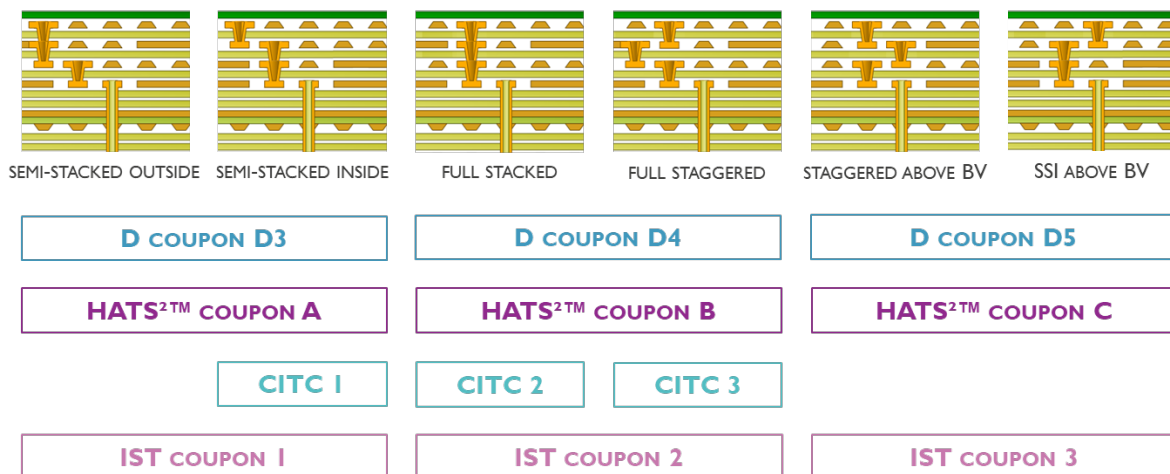 SEMI-STACKED OUTSIDE SEMI-STACKED INSIDE FULL STACKED FULL STAGGERED STAGGERED ABOVE BV SSI ABOVE BV
D COUPON D3 D COUPON D4 D COUPON D5
HATS²™ COUPON A HATS²™ COUPON B HATS²™ COUPON C
CITC 1 CITC 2 CITC 3
IST COUPON 1 IST COUPON 2 IST COUPON 3